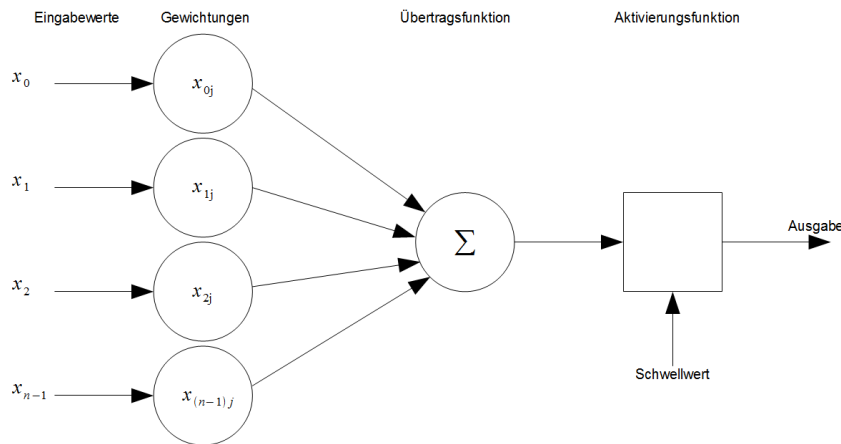 Eingabewerte
Gewichtungen
Übertragsfunktion
Aktivierungsfunktion
x₀
x₀ⱼ
x₁
x₁ⱼ
Σ
Ausgabe
x₂
x₂ⱼ
Schwellwert
xₙ₋₁
x₍ₙ₋₁₎ⱼ